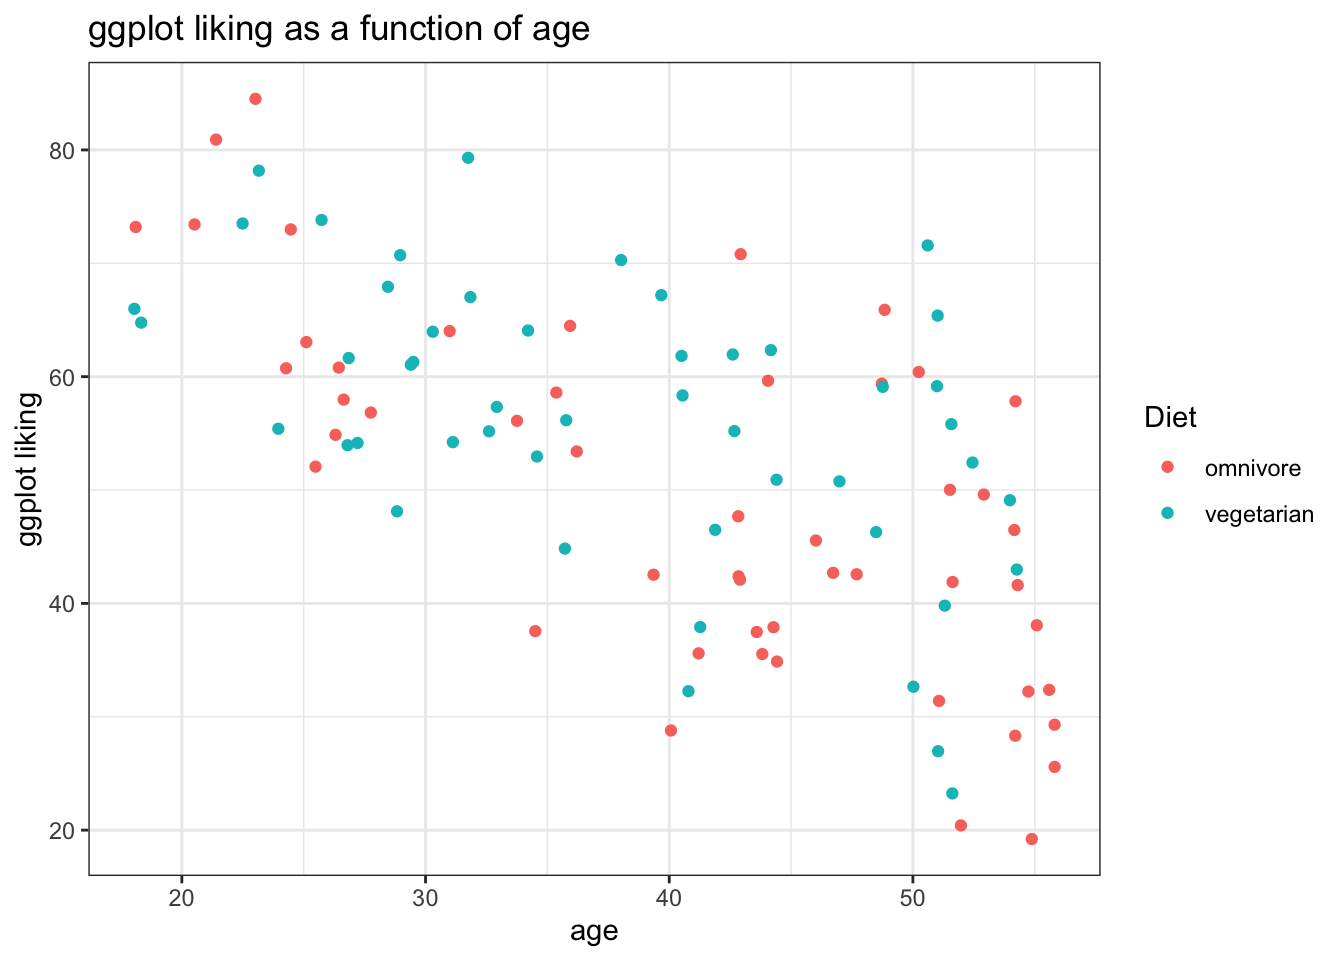 ggplot liking as a function of age
80
60
40
20
ggplot liking
20
30
40
50
age
Diet
omnivore
vegetarian